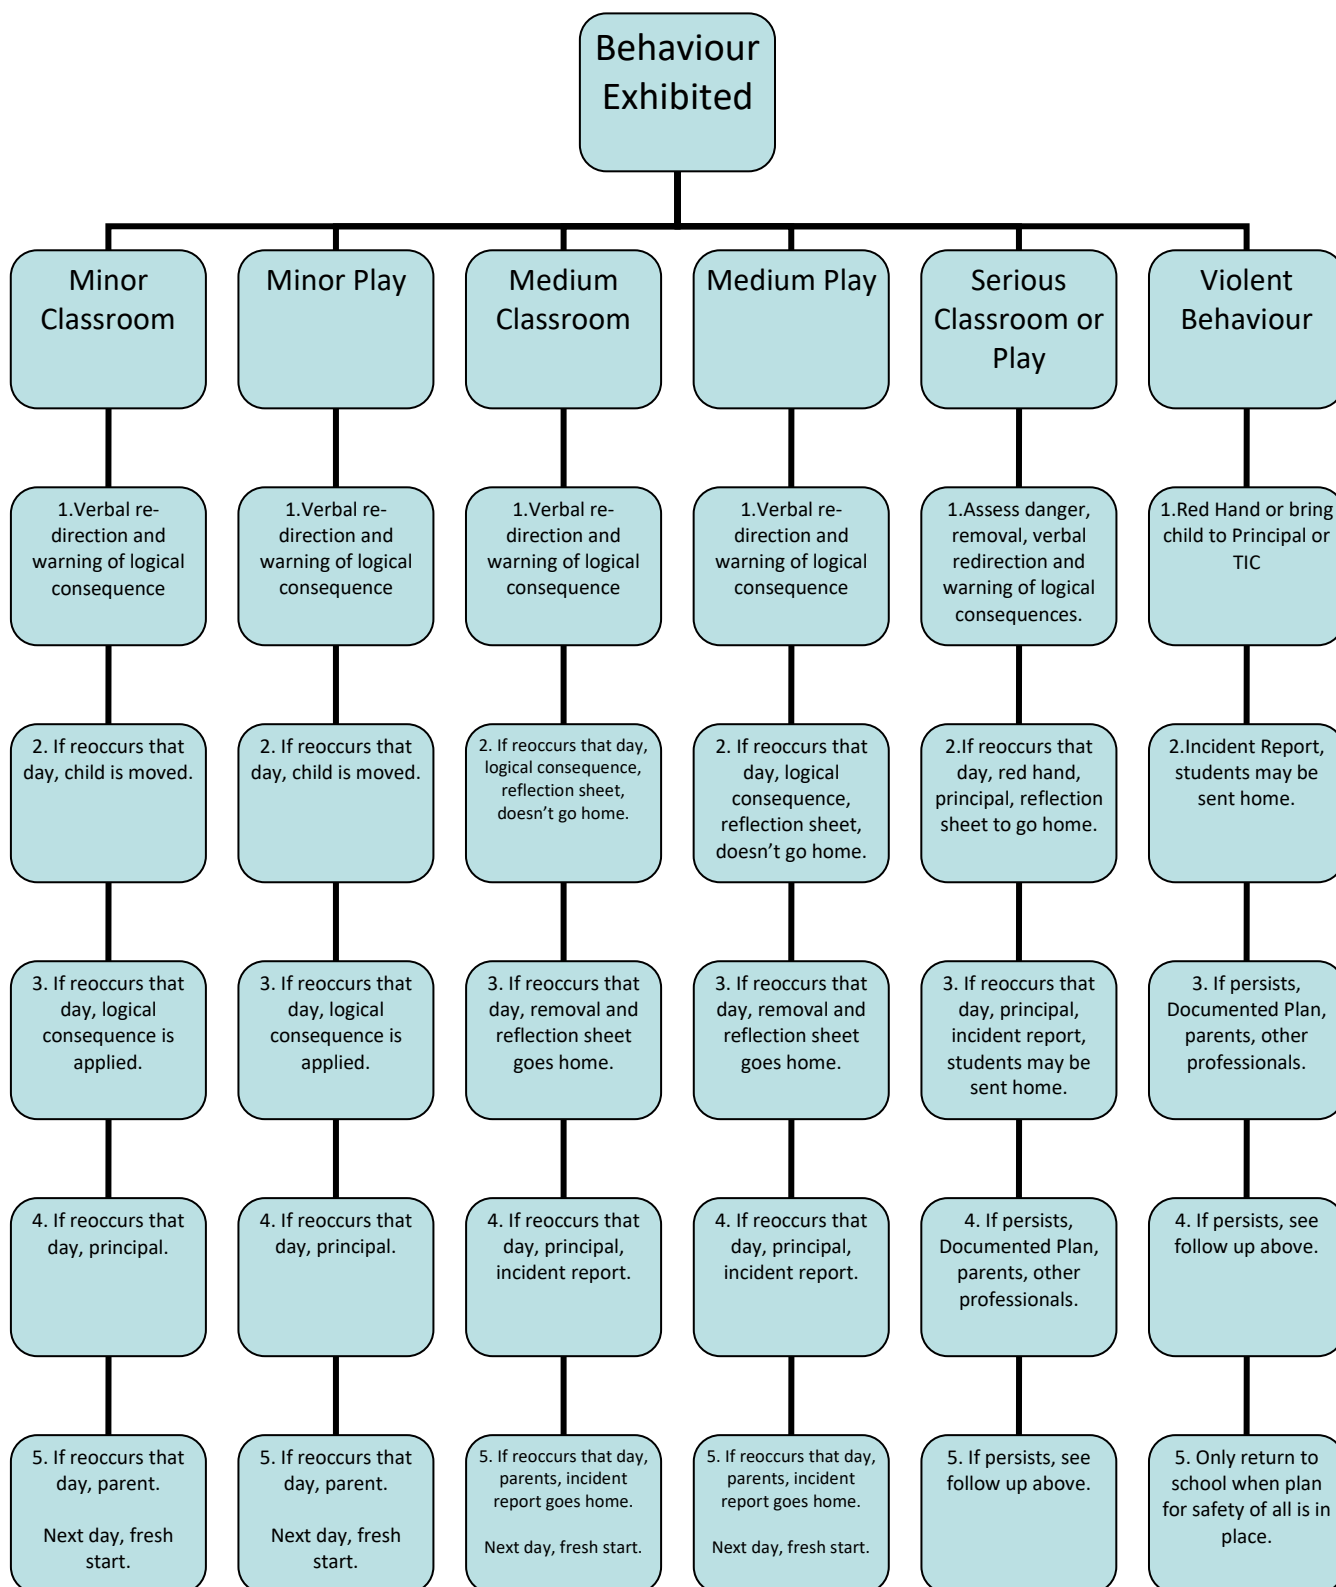 Behaviour
Exhibited
Minor
Classroom
Minor Play
Medium
Classroom
Medium Play
Serious
Classroom or
Play
Violent
Behaviour
1.Verbal re-
direction and
warning of logical
consequence
1.Verbal re-
direction and
warning of logical
consequence
1.Verbal re-
direction and
warning of logical
consequence
1.Verbal re-
direction and
warning of logical
consequence
1.Assess danger,
removal, verbal
redirection and
warning of logical
consequences.
1.Red Hand or bring
child to Principal or
TIC
2. If reoccurs that
day, child is moved.
2. If reoccurs that
day, child is moved.
2. If reoccurs that day,
logical consequence,
reflection sheet,
doesn’t go home.
2. If reoccurs that
day, logical
consequence,
reflection sheet,
doesn’t go home.
2.If reoccurs that
day, red hand,
principal, reflection
sheet to go home.
2.Incident Report,
students may be
sent home.
3. If reoccurs that
day, logical
consequence is
applied.
3. If reoccurs that
day, logical
consequence is
applied.
3. If reoccurs that
day, removal and
reflection sheet
goes home.
3. If reoccurs that
day, removal and
reflection sheet
goes home.
3. If reoccurs that
day, principal,
incident report,
students may be
sent home.
3. If persists,
Documented Plan,
parents, other
professionals.
4. If reoccurs that
day, principal.
4. If reoccurs that
day, principal.
4. If reoccurs that
day, principal,
incident report.
4. If reoccurs that
day, principal,
incident report.
4. If persists,
Documented Plan,
parents, other
professionals.
4. If persists, see
follow up above.
5. If reoccurs that
day, parent.
Next day, fresh
start.
5. If reoccurs that
day, parent.
Next day, fresh
start.
5. If reoccurs that day,
parents, incident
report goes home.
Next day, fresh start.
5. If reoccurs that day,
parents, incident
report goes home.
Next day, fresh start.
5. If persists, see
follow up above.
5. Only return to
school when plan
for safety of all is in
place.